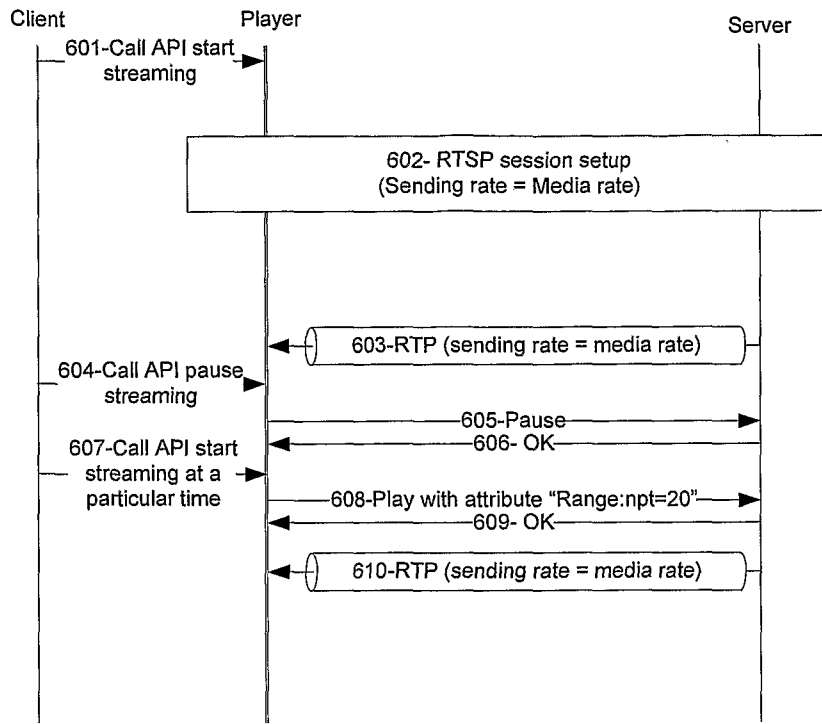 Client
Player
Server
601-Call API start
streaming
602- RTSP session setup
(Sending rate = Media rate)
603-RTP (sending rate = media rate)
604-Call API pause
streaming
605-Pause
606- OK
607-Call API start
streaming at a
particular time
608-Play with attribute “Range:npt=20”
609- OK
610-RTP (sending rate = media rate)